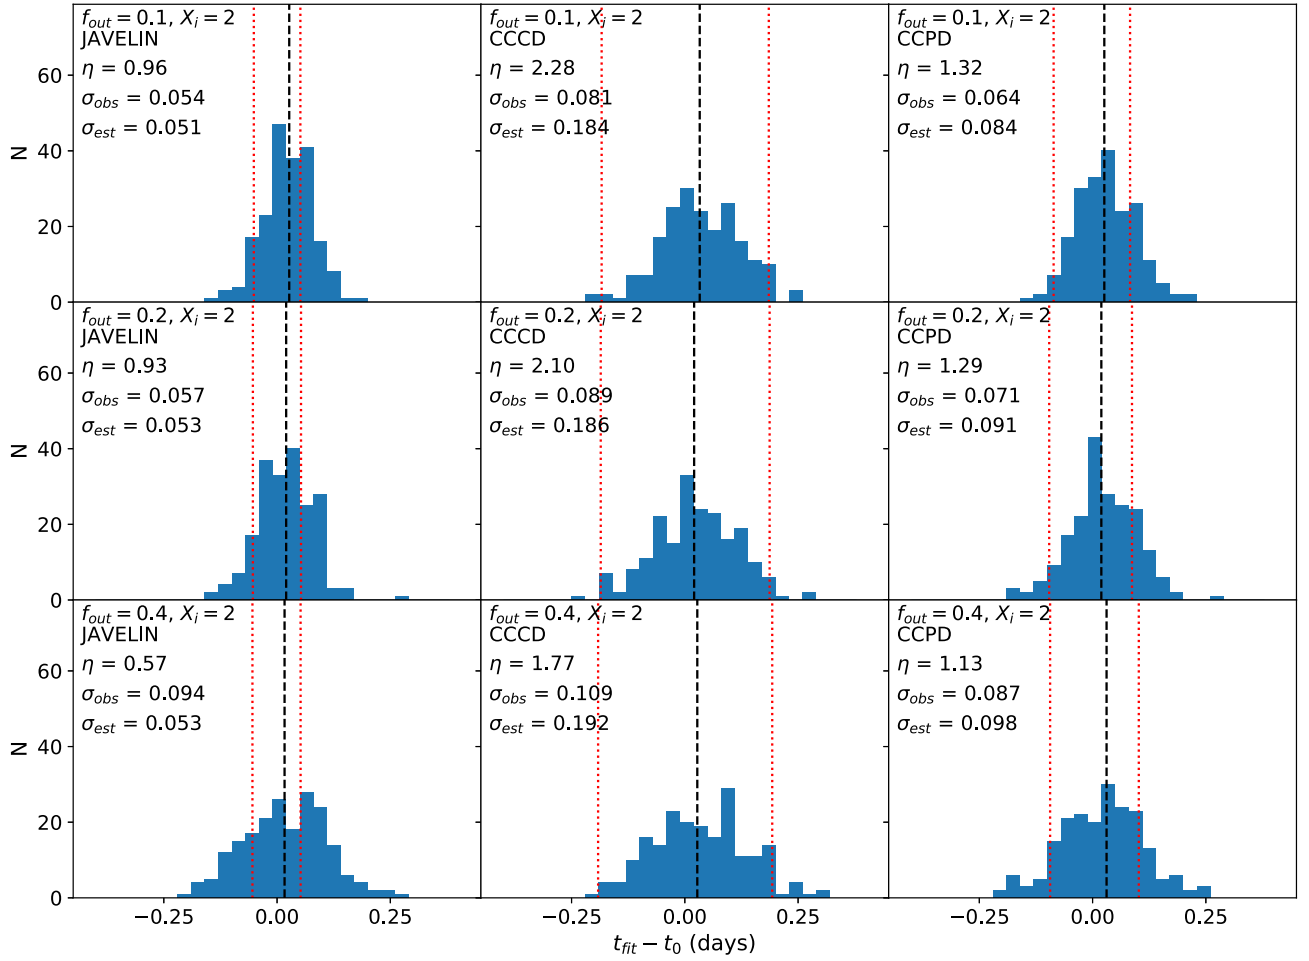 f_out = 0.1, X_i = 2
JAVELIN
η = 0.96
σ_obs = 0.054
σ_est = 0.051
f_out = 0.1, X_i = 2
CCCD
η = 2.28
σ_obs = 0.081
σ_est = 0.184
f_out = 0.1, X_i = 2
CCPD
η = 1.32
σ_obs = 0.064
σ_est = 0.084
60
40
20
0
N
f_out = 0.2, X_i = 2
JAVELIN
η = 0.93
σ_obs = 0.057
σ_est = 0.053
f_out = 0.2, X_i = 2
CCCD
η = 2.10
σ_obs = 0.089
σ_est = 0.186
f_out = 0.2, X_i = 2
CCPD
η = 1.29
σ_obs = 0.071
σ_est = 0.091
60
40
20
0
N
f_out = 0.4, X_i = 2
JAVELIN
η = 0.57
σ_obs = 0.094
σ_est = 0.053
f_out = 0.4, X_i = 2
CCCD
η = 1.77
σ_obs = 0.109
σ_est = 0.192
f_out = 0.4, X_i = 2
CCPD
η = 1.13
σ_obs = 0.087
σ_est = 0.098
60
40
20
0
N
−0.25 0.00 0.25 −0.25 0.00 0.25 −0.25 0.00 0.25
t_fit − t_0 (days)